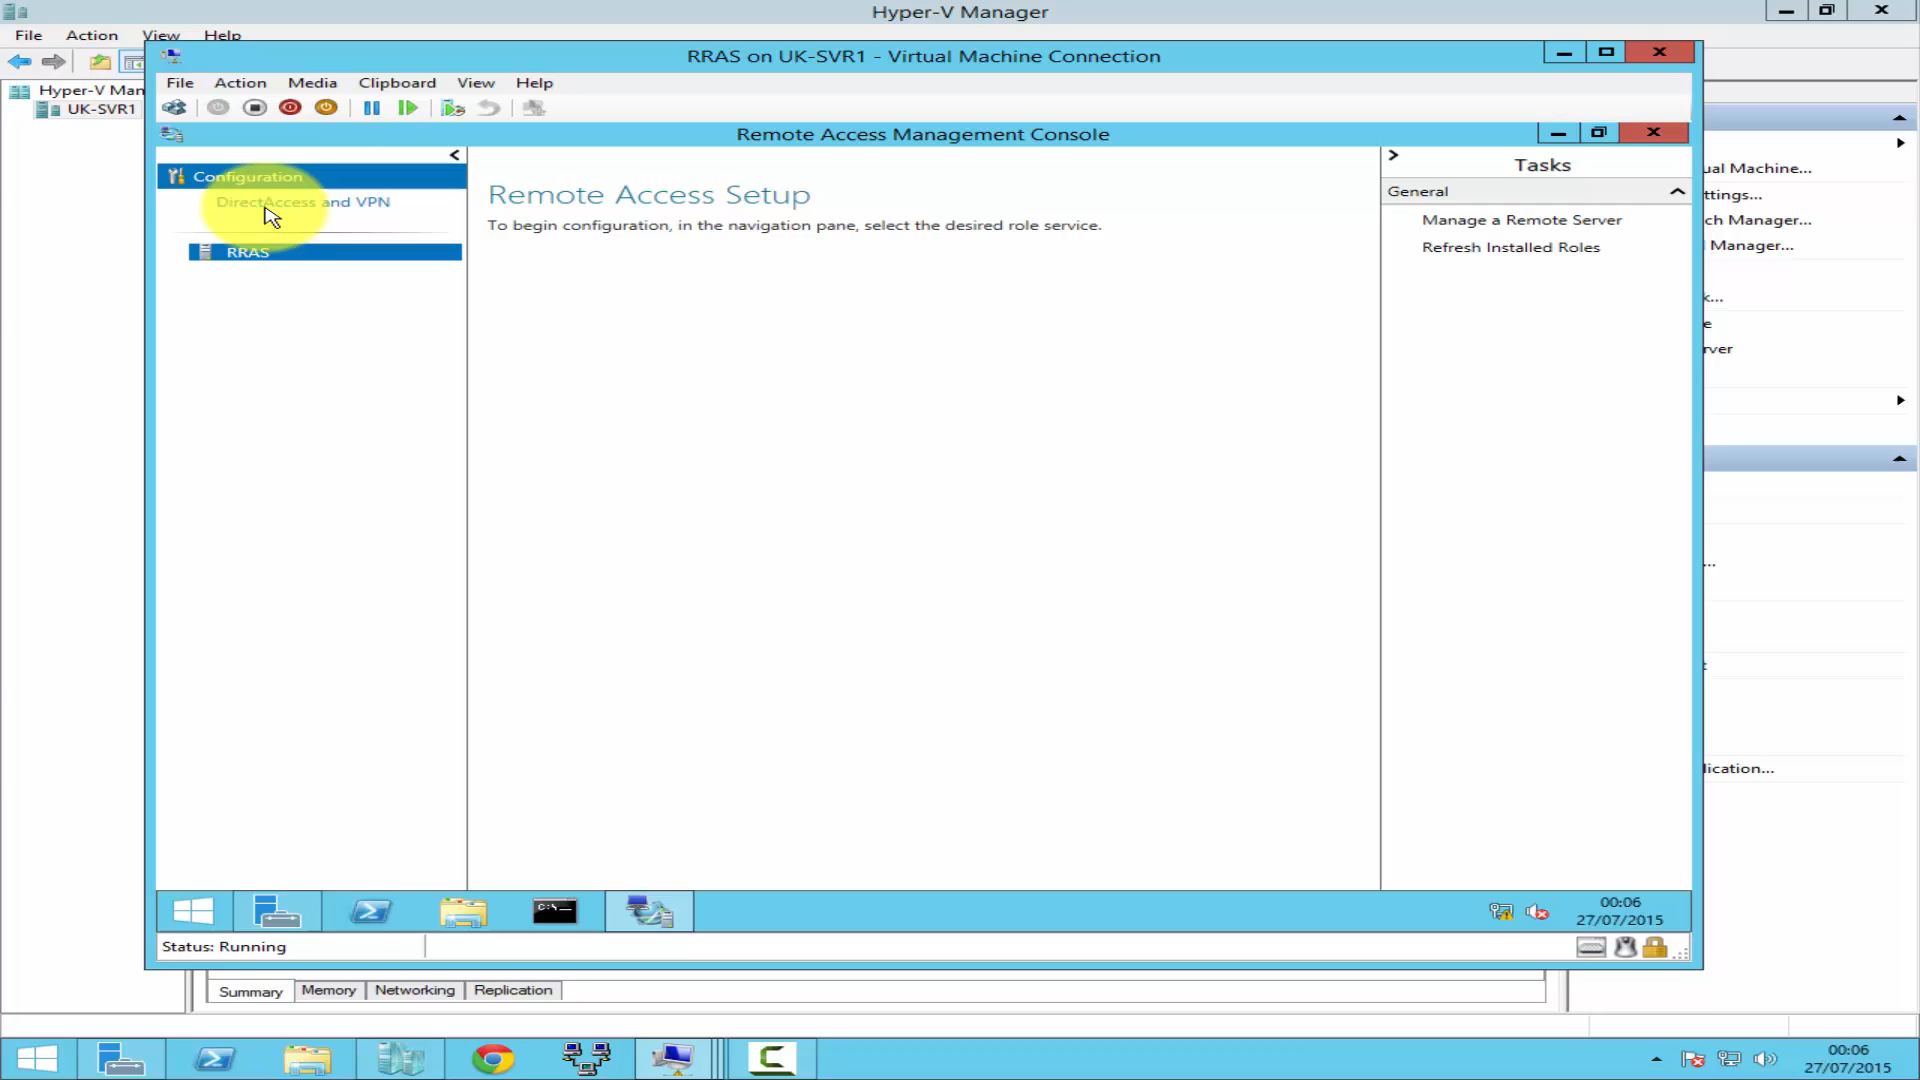 Hyper-V Manager
File Action View Help
RRAS on UK-SVR1 - Virtual Machine Connection
Hyper-V Man
UK-SVR1
File Action Media Clipboard View Help
Remote Access Management Console
Configuration
DirectAccess and VPN
RRAS
Remote Access Setup
To begin configuration, in the navigation pane, select the desired role service.
Tasks
General
Manage a Remote Server
Refresh Installed Roles
ual Machine...
ttings...
ch Manager...
l Manager...
k...
e
rver
...
t
lication...
00:06
27/07/2015
Status: Running
Summary Memory Networking Replication
00:06
27/07/2015